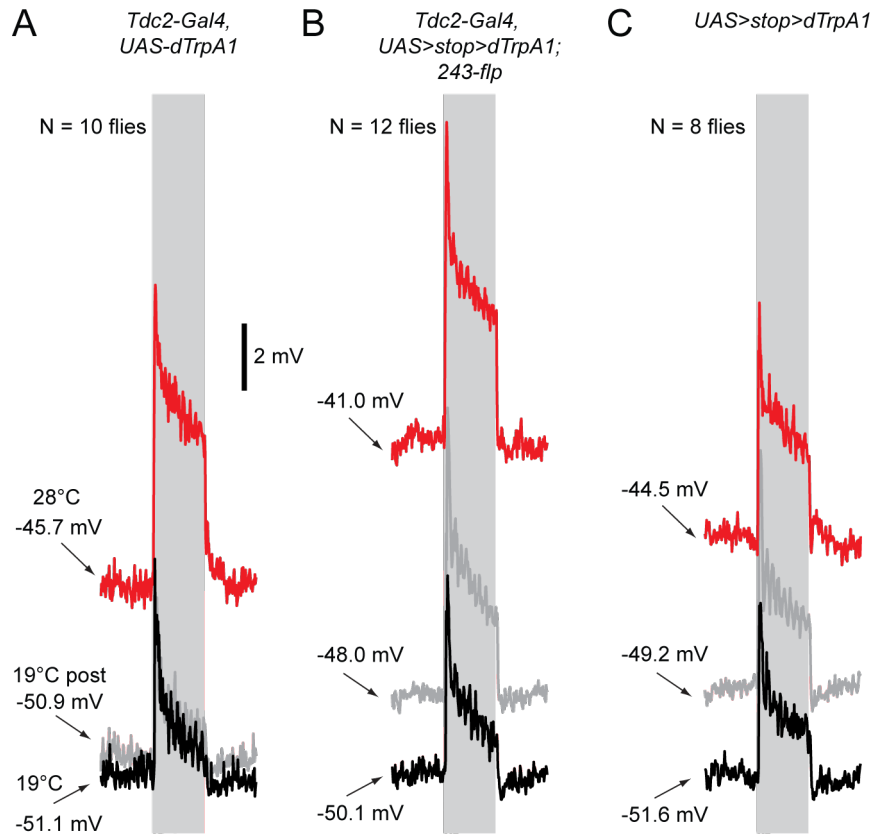 A
Tdc2-Gal4,
UAS-dTrpA1
N = 10 flies
2 mV
28°C
-45.7 mV
19°C post
-50.9 mV
19°C
-51.1 mV
B
Tdc2-Gal4,
UAS>stop>dTrpA1;
243-flp
N = 12 flies
-41.0 mV
-48.0 mV
-50.1 mV
C
UAS>stop>dTrpA1
N = 8 flies
-44.5 mV
-49.2 mV
-51.6 mV